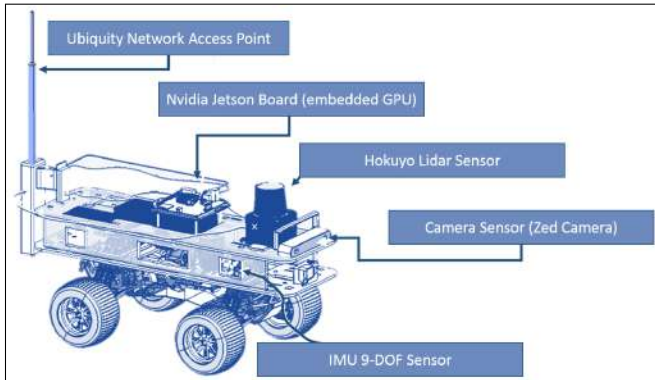 Ubiquity Network Access Point
Nvidia Jetson Board (embedded GPU)
Hokuyo Lidar Sensor
Camera Sensor (Zed Camera)
IMU 9-DOF Sensor